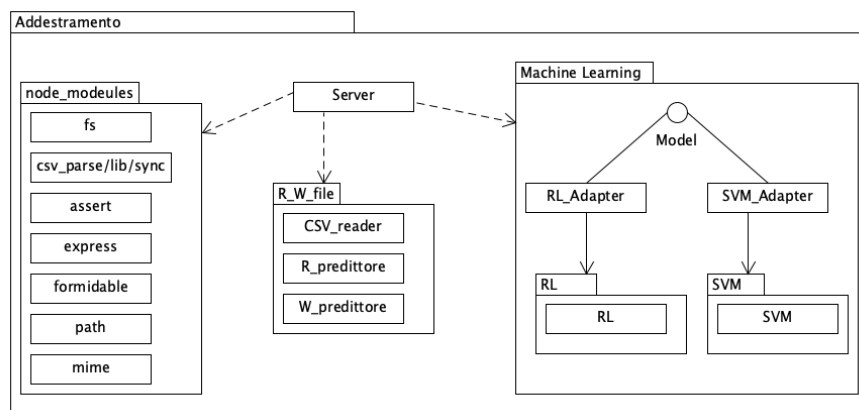 Addestramento
node_modeules
fs
csv_parse/lib/sync
assert
express
formidable
path
mime
Server
R_W_file
CSV_reader
R_predittore
W_predittore
Machine Learning
Model
RL_Adapter
SVM_Adapter
RL
RL
SVM
SVM